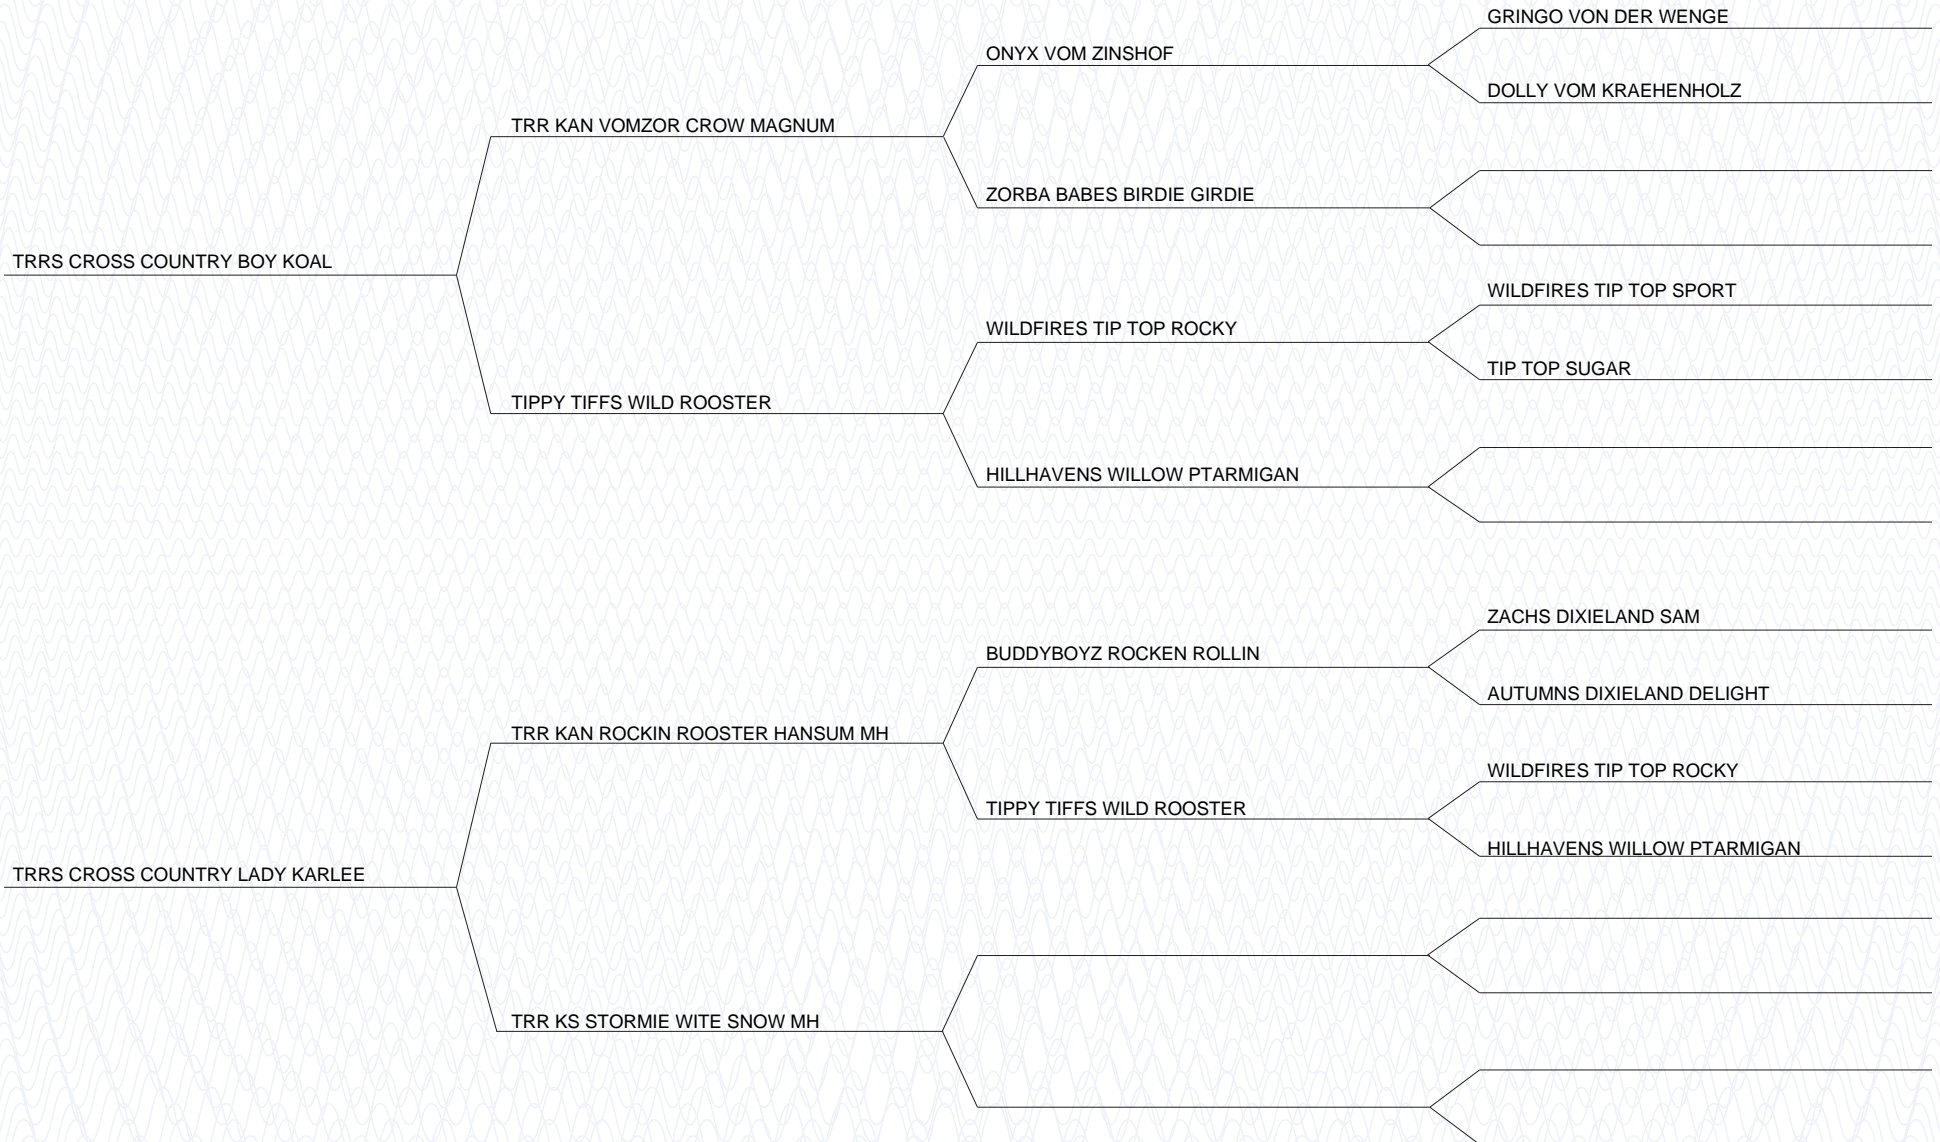 GRINGO VON DER WENGE
ONYX VOM ZINSHOF
DOLLY VOM KRAEHENHOLZ
TRR KAN VOMZOR CROW MAGNUM
ZORBA BABES BIRDIE GIRDIE
TRRS CROSS COUNTRY BOY KOAL
WILDFIRES TIP TOP SPORT
WILDFIRES TIP TOP ROCKY
TIP TOP SUGAR
TIPPY TIFFS WILD ROOSTER
HILLHAVENS WILLOW PTARMIGAN
ZACHS DIXIELAND SAM
BUDDYBOYZ ROCKEN ROLLIN
AUTUMNS DIXIELAND DELIGHT
TRR KAN ROCKIN ROOSTER HANSUM MH
WILDFIRES TIP TOP ROCKY
TIPPY TIFFS WILD ROOSTER
HILLHAVENS WILLOW PTARMIGAN
TRRS CROSS COUNTRY LADY KARLEE
TRR KS STORMIE WITE SNOW MH